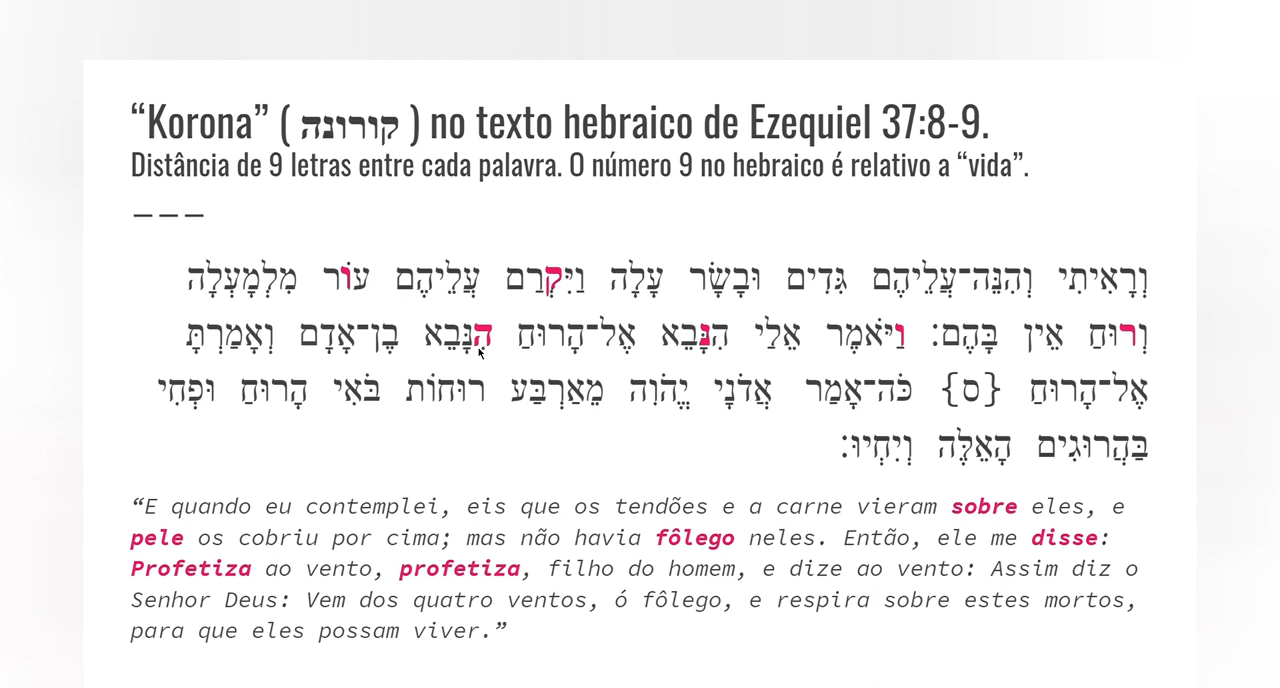 “Korona” ( קורונה ) no texto hebraico de Ezequiel 37:8-9.
Distância de 9 letras entre cada palavra. O número 9 no hebraico é relativo a “vida”.
———
וְרָאִיתִי וְהִנֵּה־עֲלֵיהֶם גִּדִים וּבָשָׂר עָלָה וַיִּקְרַם עֲלֵיהֶם עוֹר מִלְמָעְלָה
וְרוּחַ אֵין בָּהֶם׃ וַיֹּאמֶר אֵלַי הִנָּבֵא אֶל־הָרוּחַ הִנָּבֵא בֶן־אָדָם וְאָמַרְתָּ
אֶל־הָרוּחַ {ס} כֹּה־אָמַר אֲדֹנָי יֱהֹוִה מֵאַרְבַּע רוּחוֹת בֹּאִי הָרוּחַ וּפְחִי
בַּהֲרוּגִים הָאֵלֶּה וְיִחְיוּ׃
“E quando eu contemplei, eis que os tendões e a carne vieram sobre eles, e
pele os cobriu por cima; mas não havia fôlego neles. Então, ele me disse:
Profetiza ao vento, profetiza, filho do homem, e dize ao vento: Assim diz o
Senhor Deus: Vem dos quatro ventos, ó fôlego, e respira sobre estes mortos,
para que eles possam viver.”